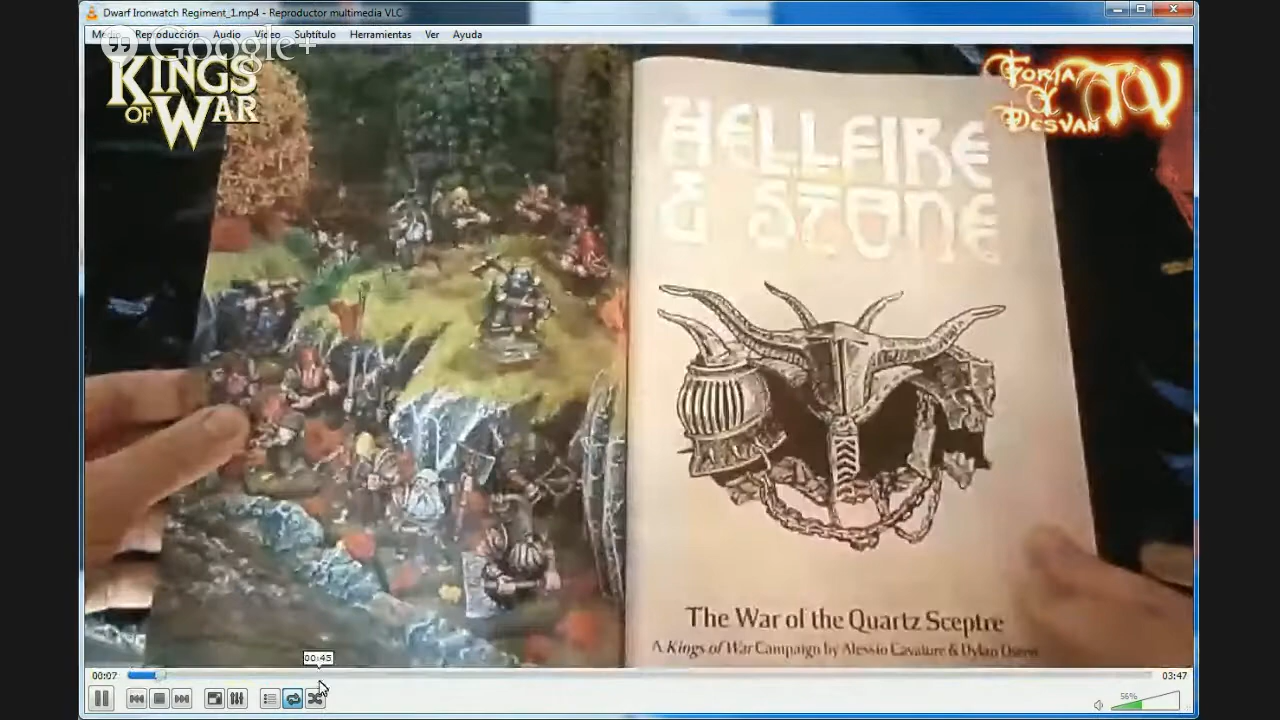 Dwarf Ironwatch Regiment_1.mp4 - Reproductor multimedia VLC
Reproducción Audio Vídeo Subtítulo Herramientas Ver Ayuda
Google+
KINGS
OF
WAR
FORJA
DESVAN
TV
HELLFIRE
& STONE
The War of the Quartz Sceptre
A Kings of War Campaign by Alessio Cavatore & Dylan
00:45
00:07
03:47
56%